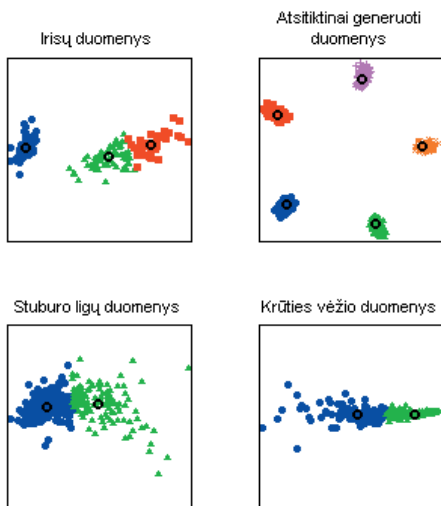 Irisų duomenys
Atsitiktinai generuoti
duomenys
Stuburo ligų duomenys
Krūties vėžio duomenys